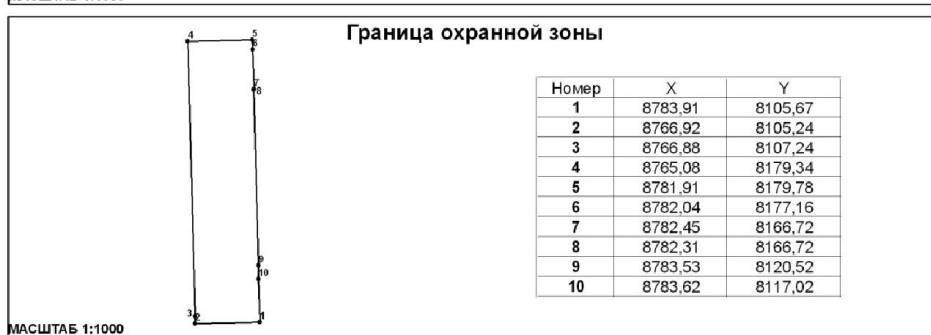 Граница охранной зоны
4
5
6
7
8
9
10
3
2
1
Номер X Y
1 8783,91 8105,67
2 8766,92 8105,24
3 8766,88 8107,24
4 8765,08 8179,34
5 8781,91 8179,78
6 8782,04 8177,16
7 8782,45 8166,72
8 8782,31 8166,72
9 8783,53 8120,52
10 8783,62 8117,02
МАСШТАБ 1:1000